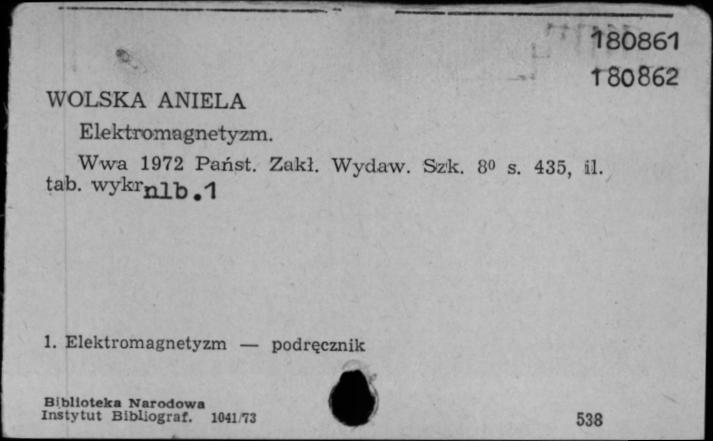 180861
180862
WOLSKA ANIELA
Elektromagnetyzm.
Wwa 1972 Państ. Zakł. Wydaw. Szk. 8º s. 435, il.
tab. wykr nlb.1
1. Elektromagnetyzm — podręcznik
Biblioteka Narodowa
Instytut Bibliograf. 1041/73
538